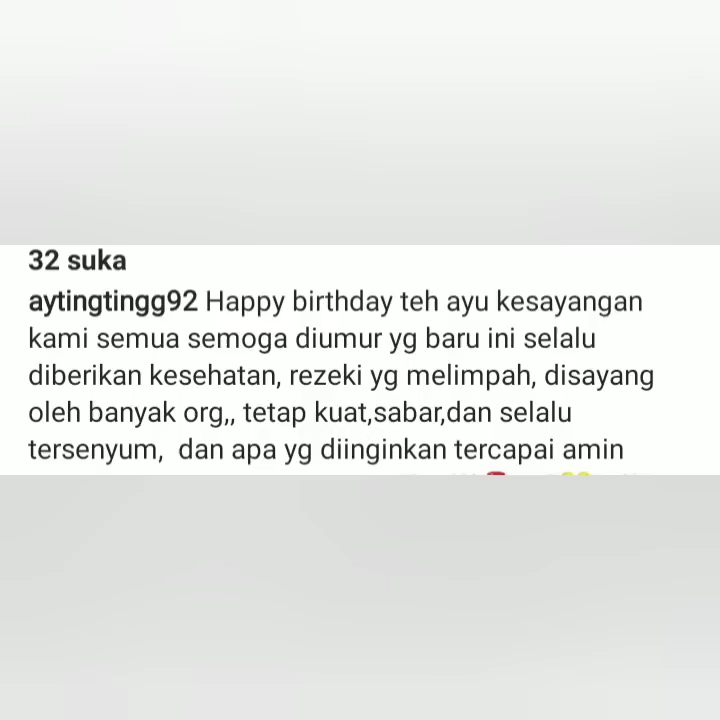 32 suka
aytingtingg92 Happy birthday teh ayu kesayangan
kami semua semoga diumur yg baru ini selalu
diberikan kesehatan, rezeki yg melimpah, disayang
oleh banyak org,, tetap kuat,sabar,dan selalu
tersenyum,  dan apa yg diinginkan tercapai amin